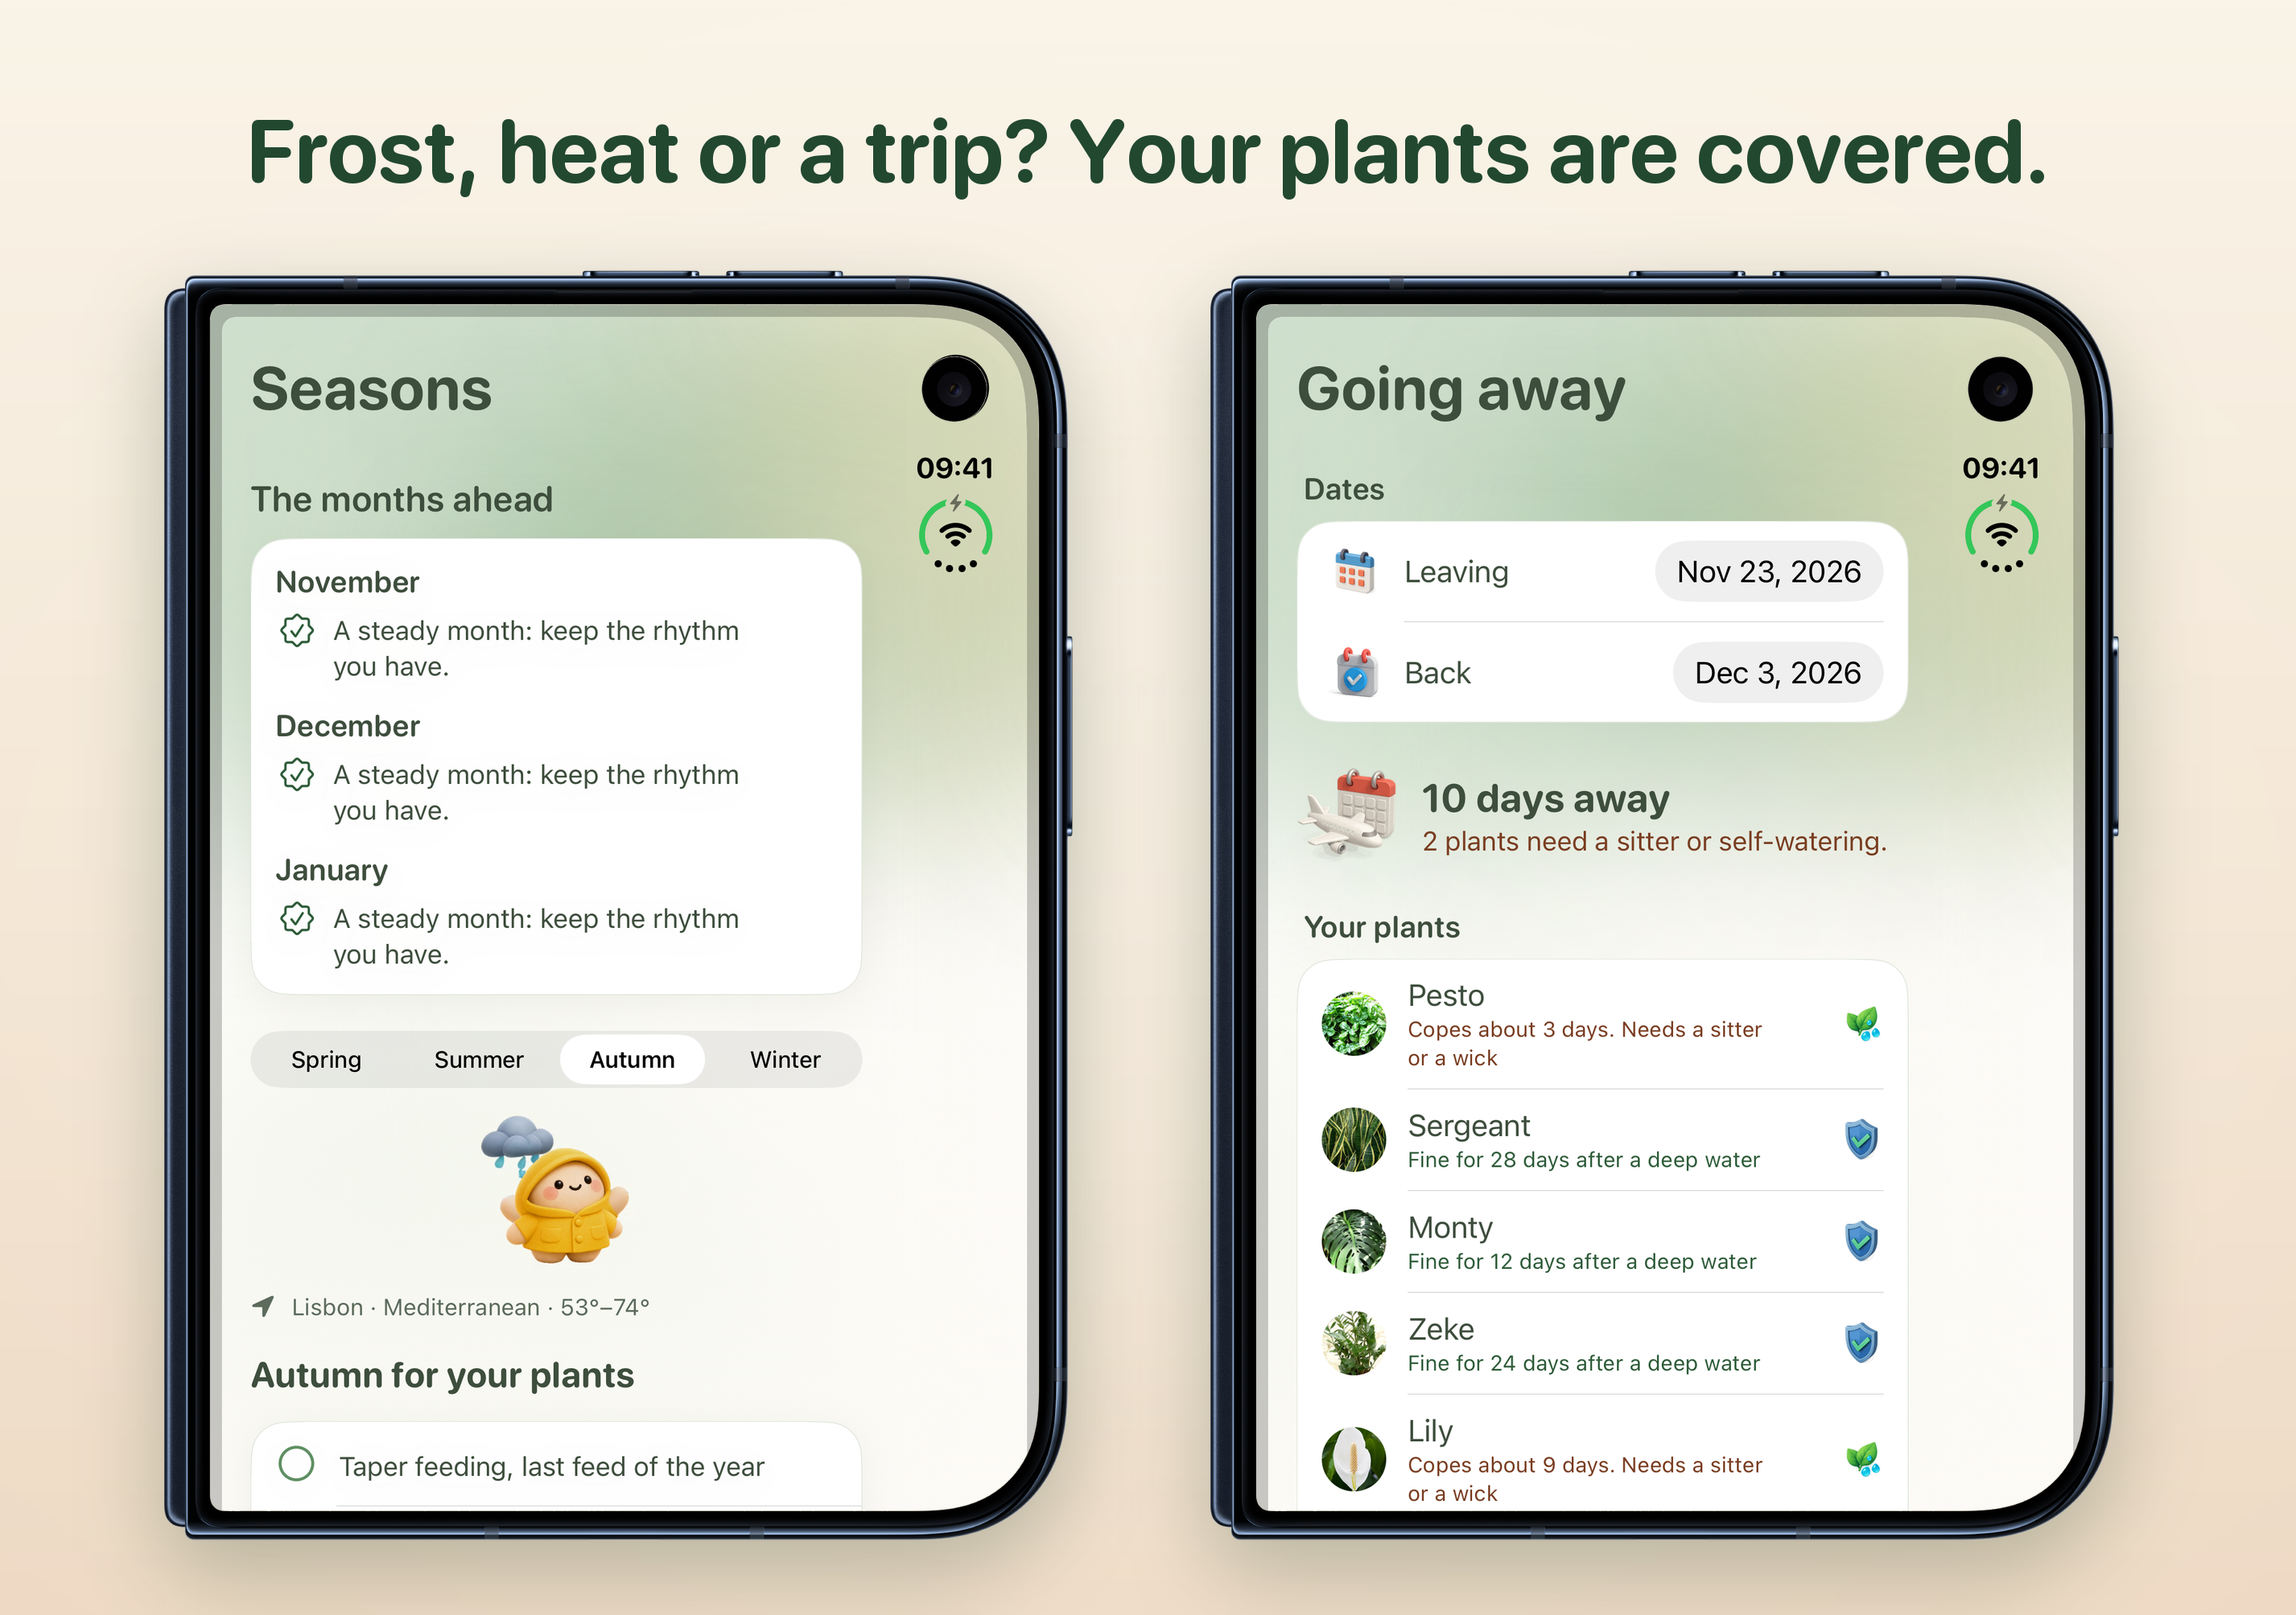 Frost, heat or a trip? Your plants are covered.
Seasons
09:41
The months ahead
November
A steady month: keep the rhythm
you have.
December
A steady month: keep the rhythm
you have.
January
A steady month: keep the rhythm
you have.
Spring Summer Autumn Winter
Lisbon · Mediterranean · 53°–74°
Autumn for your plants
Taper feeding, last feed of the year
Going away
09:41
Dates
Leaving Nov 23, 2026
Back Dec 3, 2026
10 days away
2 plants need a sitter or self-watering.
Your plants
Pesto
Copes about 3 days. Needs a sitter
or a wick
Sergeant
Fine for 28 days after a deep water
Monty
Fine for 12 days after a deep water
Zeke
Fine for 24 days after a deep water
Lily
Copes about 9 days. Needs a sitter
or a wick